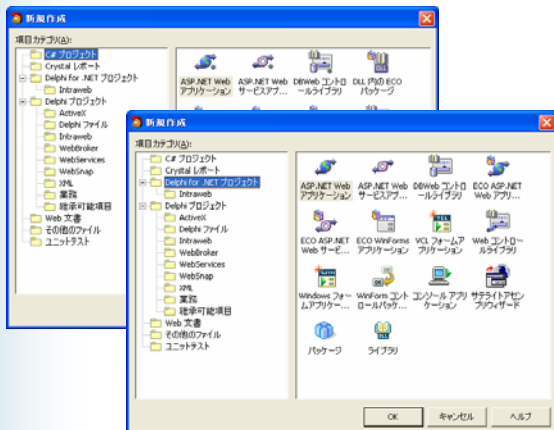 新規作成
項目カテゴリ(A):
C# プロジェクト
Crystal レポート
Delphi for .NET プロジェクト
Intraweb
Delphi プロジェクト
ActiveX
Delphi ファイル
Intraweb
WebBroker
WebServices
WebSnap
XML
業務
継承可能項目
Web 文書
その他のファイル
ユニットテスト
ASP.NET Web
アプリケーション
ASP.NET Web
サービスアプ...
DBWeb コントロ
ールライブラリ
DLL 内の ECO
パッケージ
新規作成
項目カテゴリ(A):
C# プロジェクト
Crystal レポート
Delphi for .NET プロジェクト
Intraweb
Delphi プロジェクト
ActiveX
Delphi ファイル
Intraweb
WebBroker
WebServices
WebSnap
XML
業務
継承可能項目
Web 文書
その他のファイル
ユニットテスト
ASP.NET Web
アプリケーション
ASP.NET Web
サービスアプ...
DBWeb コントロ
ールライブラリ
ECO ASP.NET
Web アプリ...
ECO ASP.NET
Web サービ...
ECO WinForms
アプリケーション
VCL フォームア
プリケーション
Web コントロー
ルライブラリ
Windows フォー
ムアプリケー...
WinForm コント
ロールパッケ...
コンソール アプリ
ケーション
サテライトアセン
ブリウィザード
パッケージ
ライブラリ
OK
キャンセル
ヘルプ